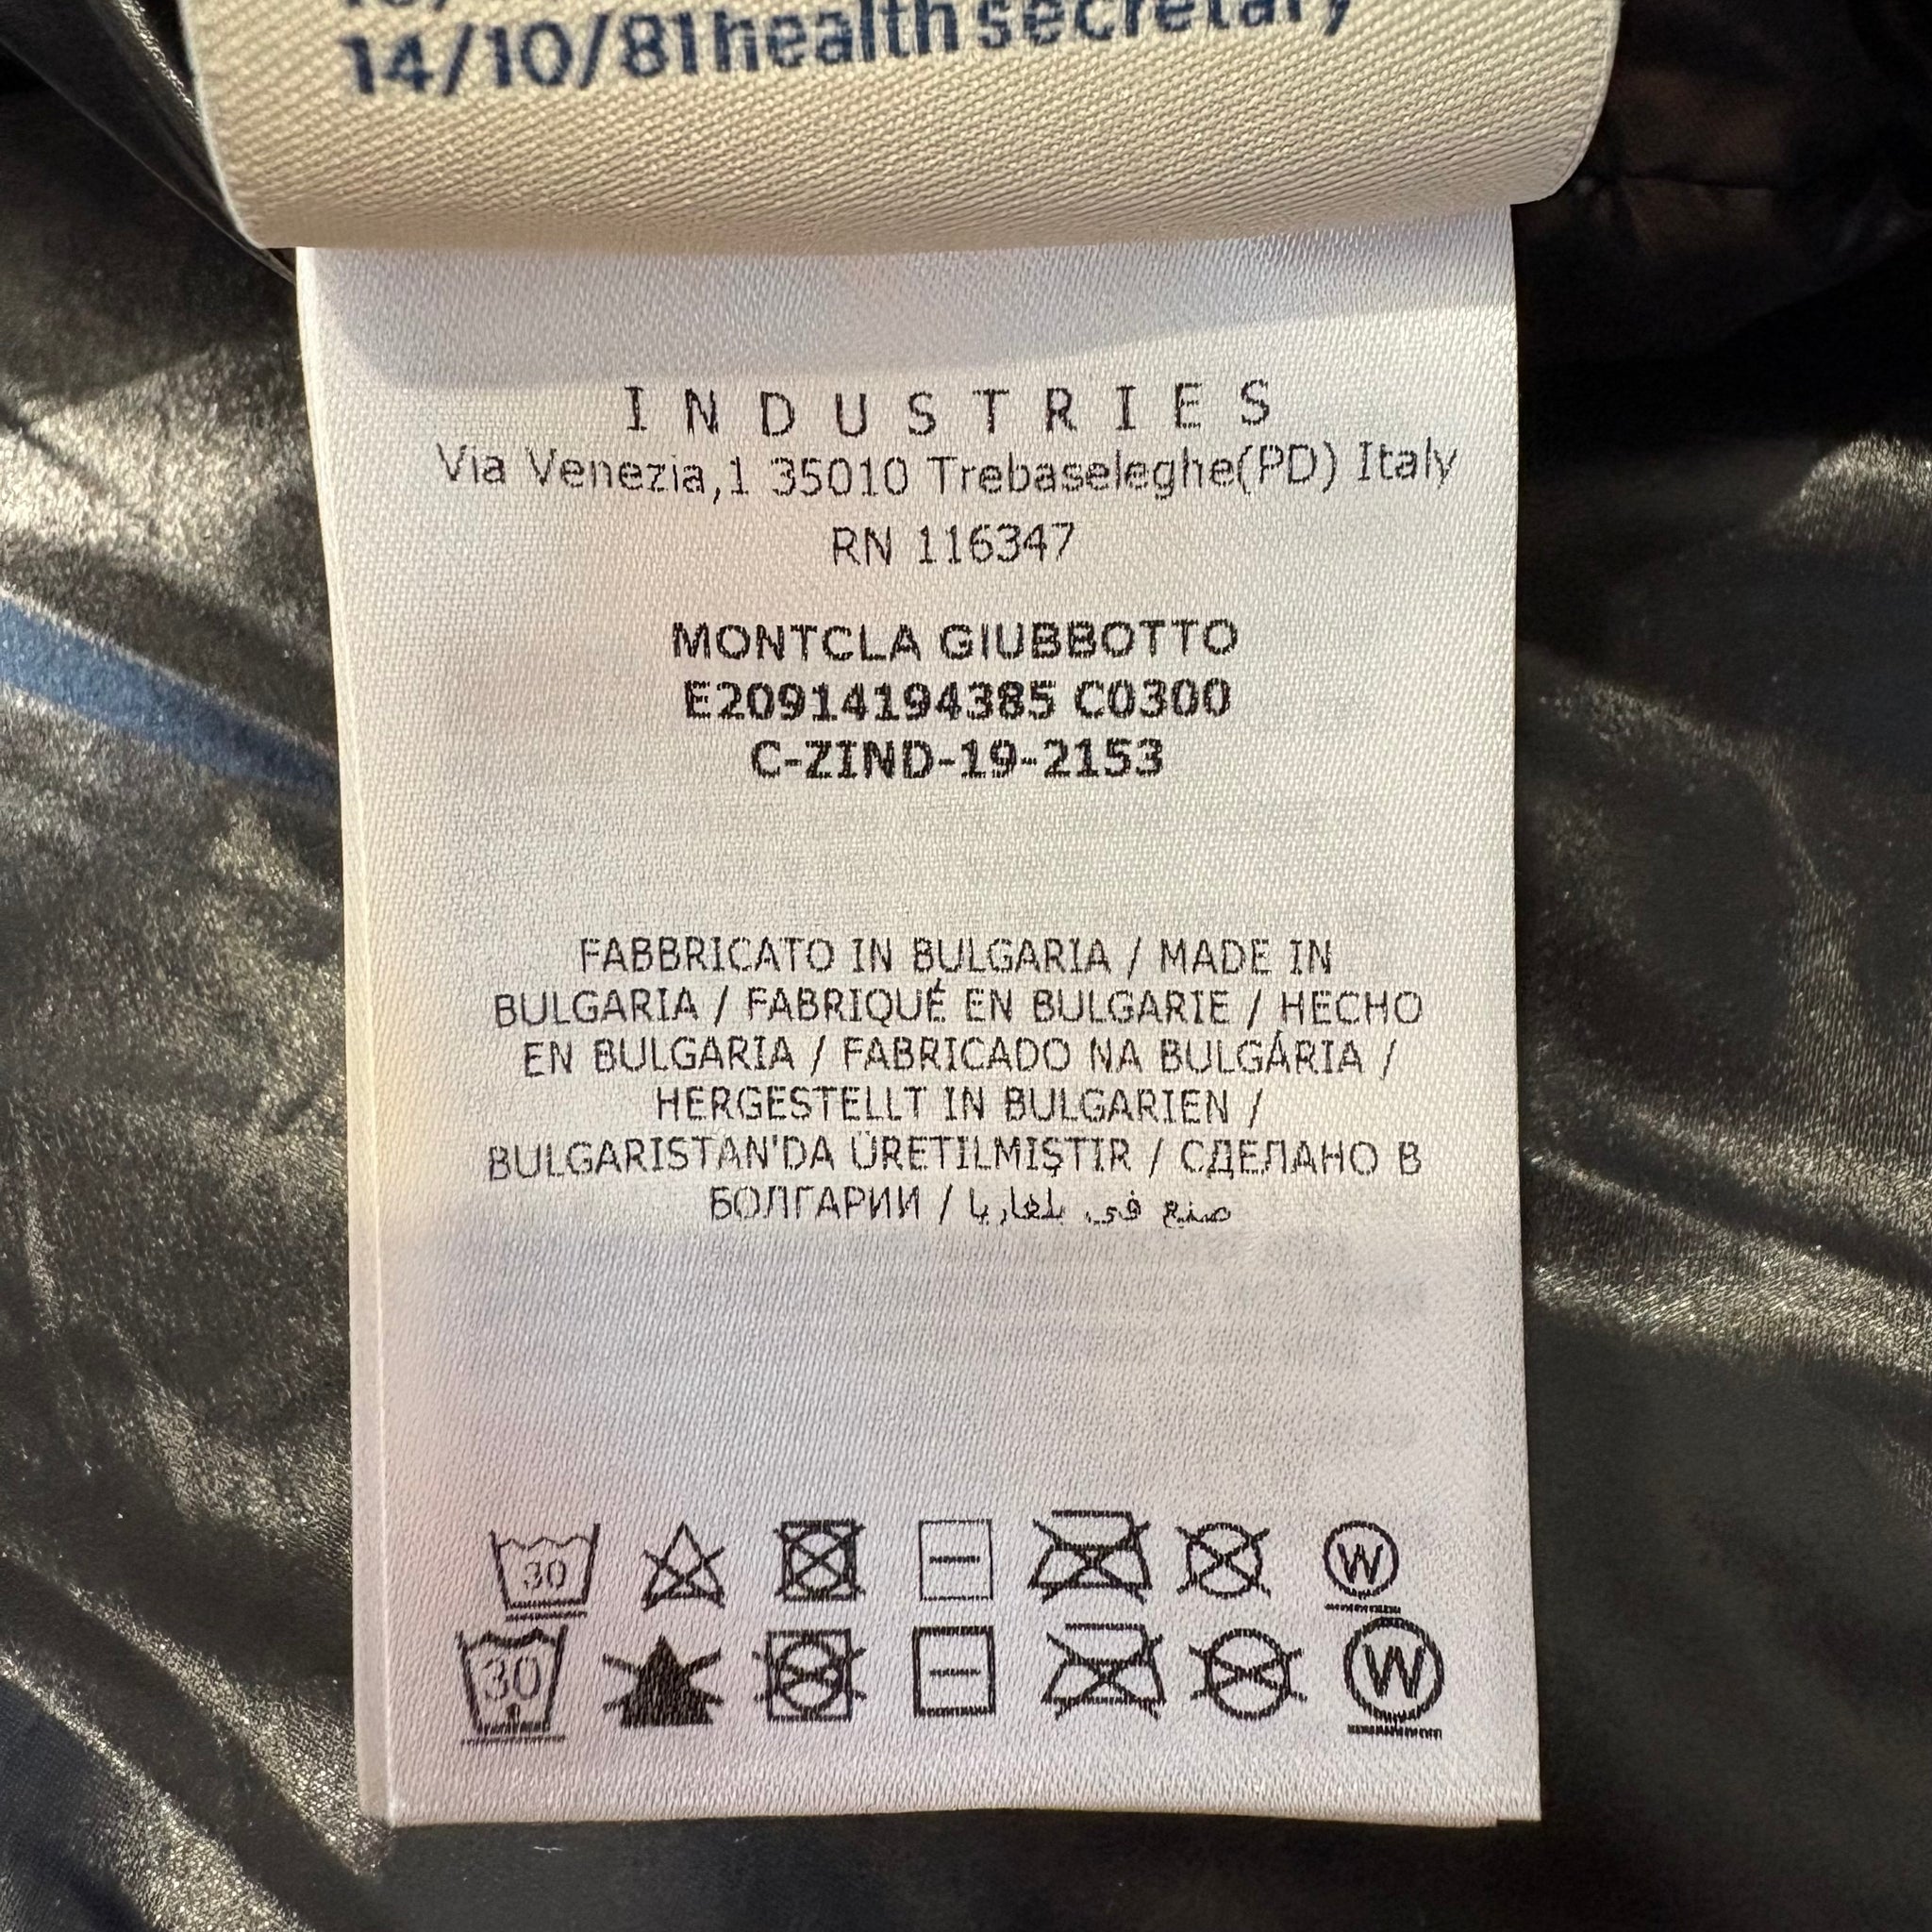 14/10/81 health secretary
INDUSTRIES
Via Venezia,1 35010 Trebaseleghe(PD) Italy
RN 116347
MONTCLA GIUBBOTTO
E20914194385 C0300
C-ZIND-19-2153
FABBRICATO IN BULGARIA / MADE IN
BULGARIA / FABRIQUÉ EN BULGARIE / HECHO
EN BULGARIA / FABRICADO NA BULGÁRIA /
HERGESTELLT IN BULGARIEN /
BULGARISTAN'DA ÜRETILMIŞTIR / СДЕЛАНО В
БОЛГАРИИ / صنع في بلغاريا
30 W
30 W